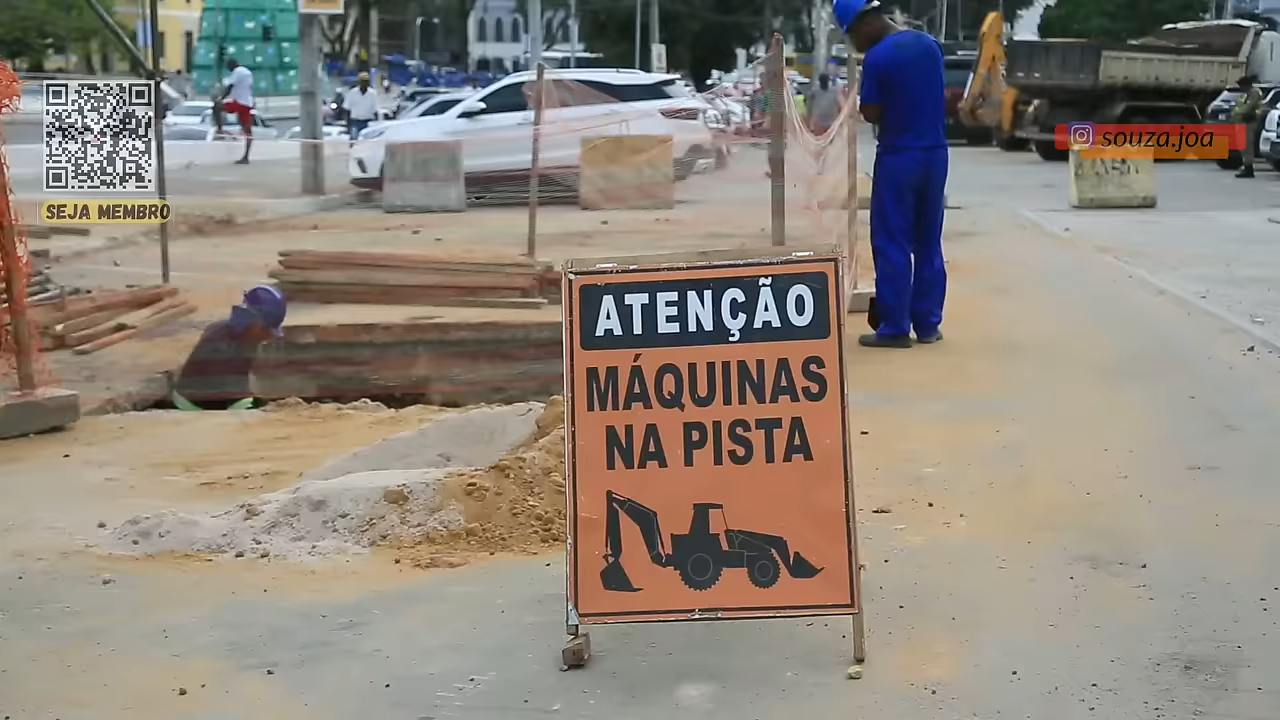 SEJA MEMBRO
souza.joa
ATENÇÃO
MÁQUINAS
NA PISTA